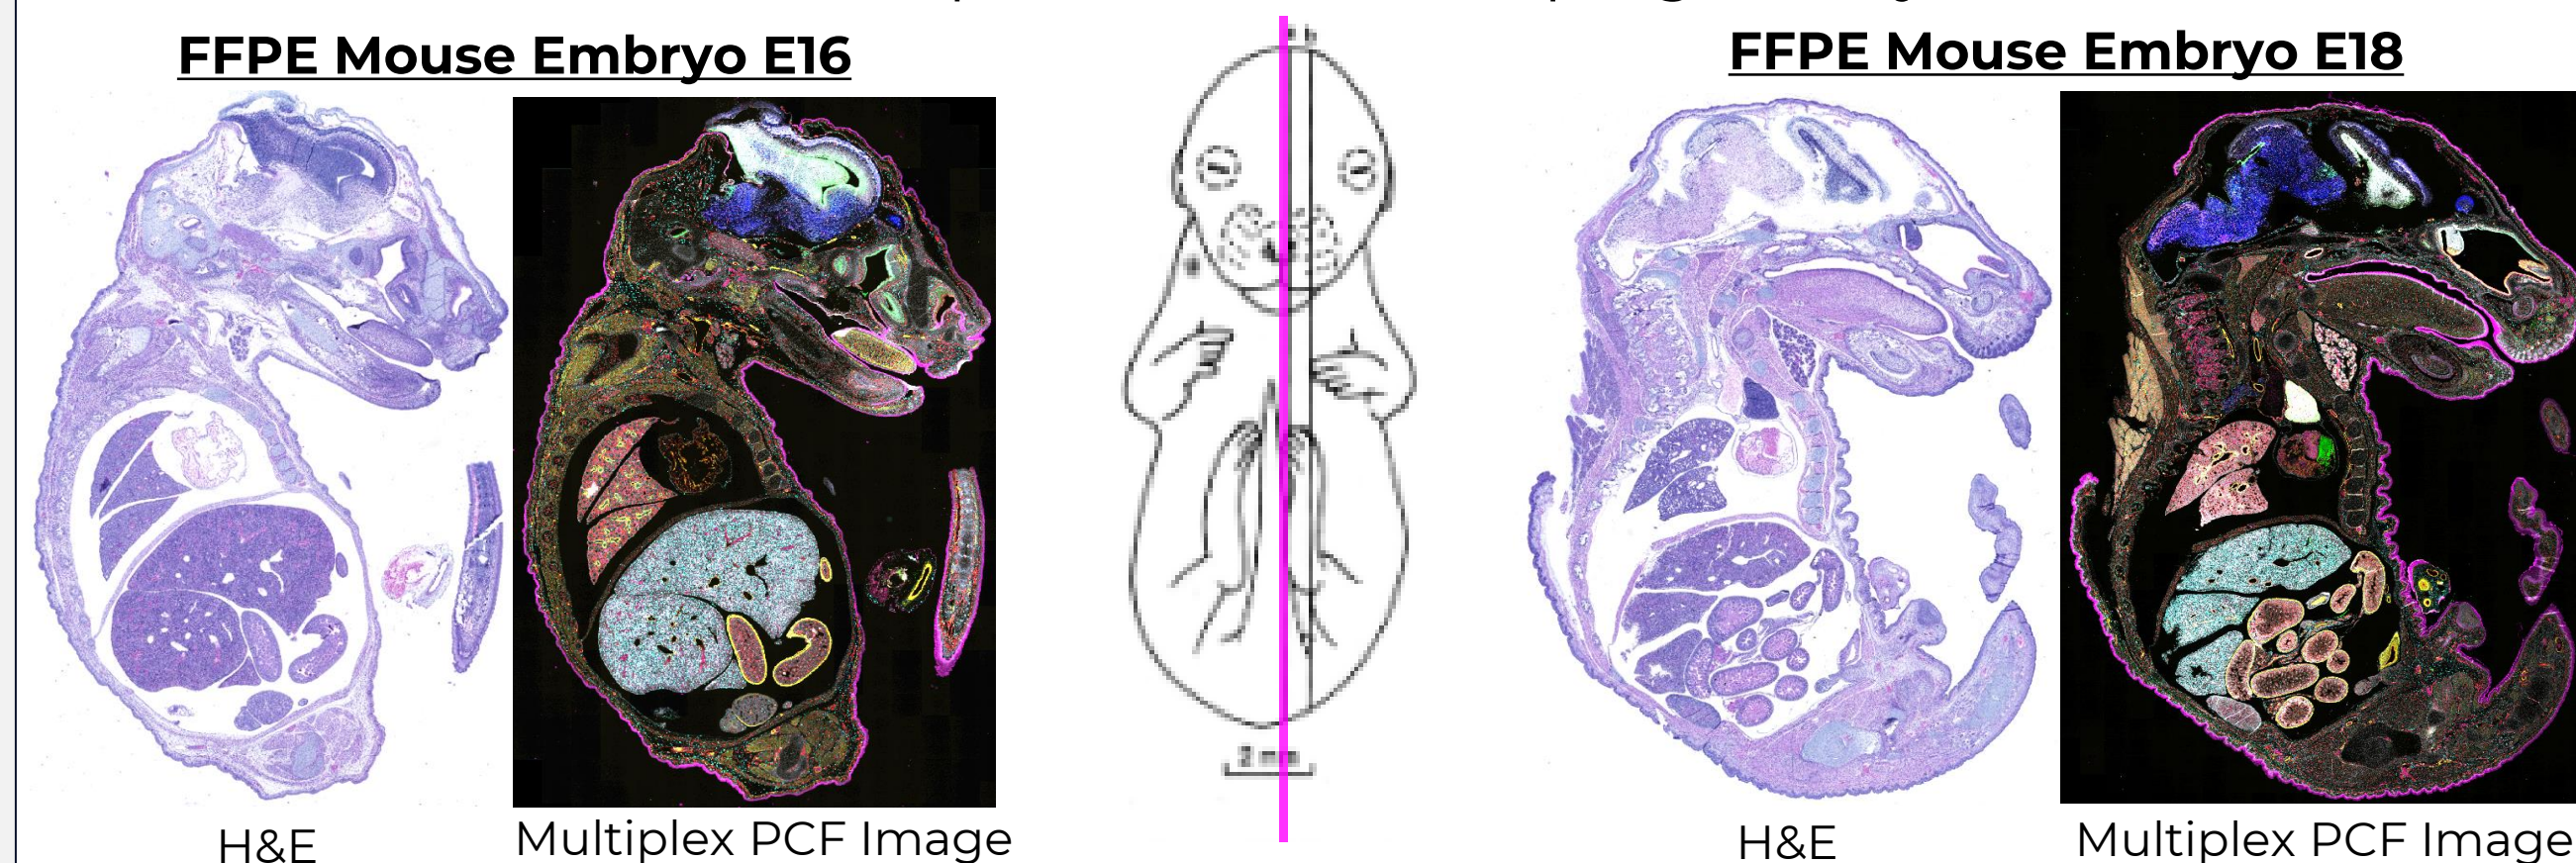 FFPE Mouse Embryo E16
FFPE Mouse Embryo E18
H&E
Multiplex PCF Image
H&E
Multiplex PCF Image